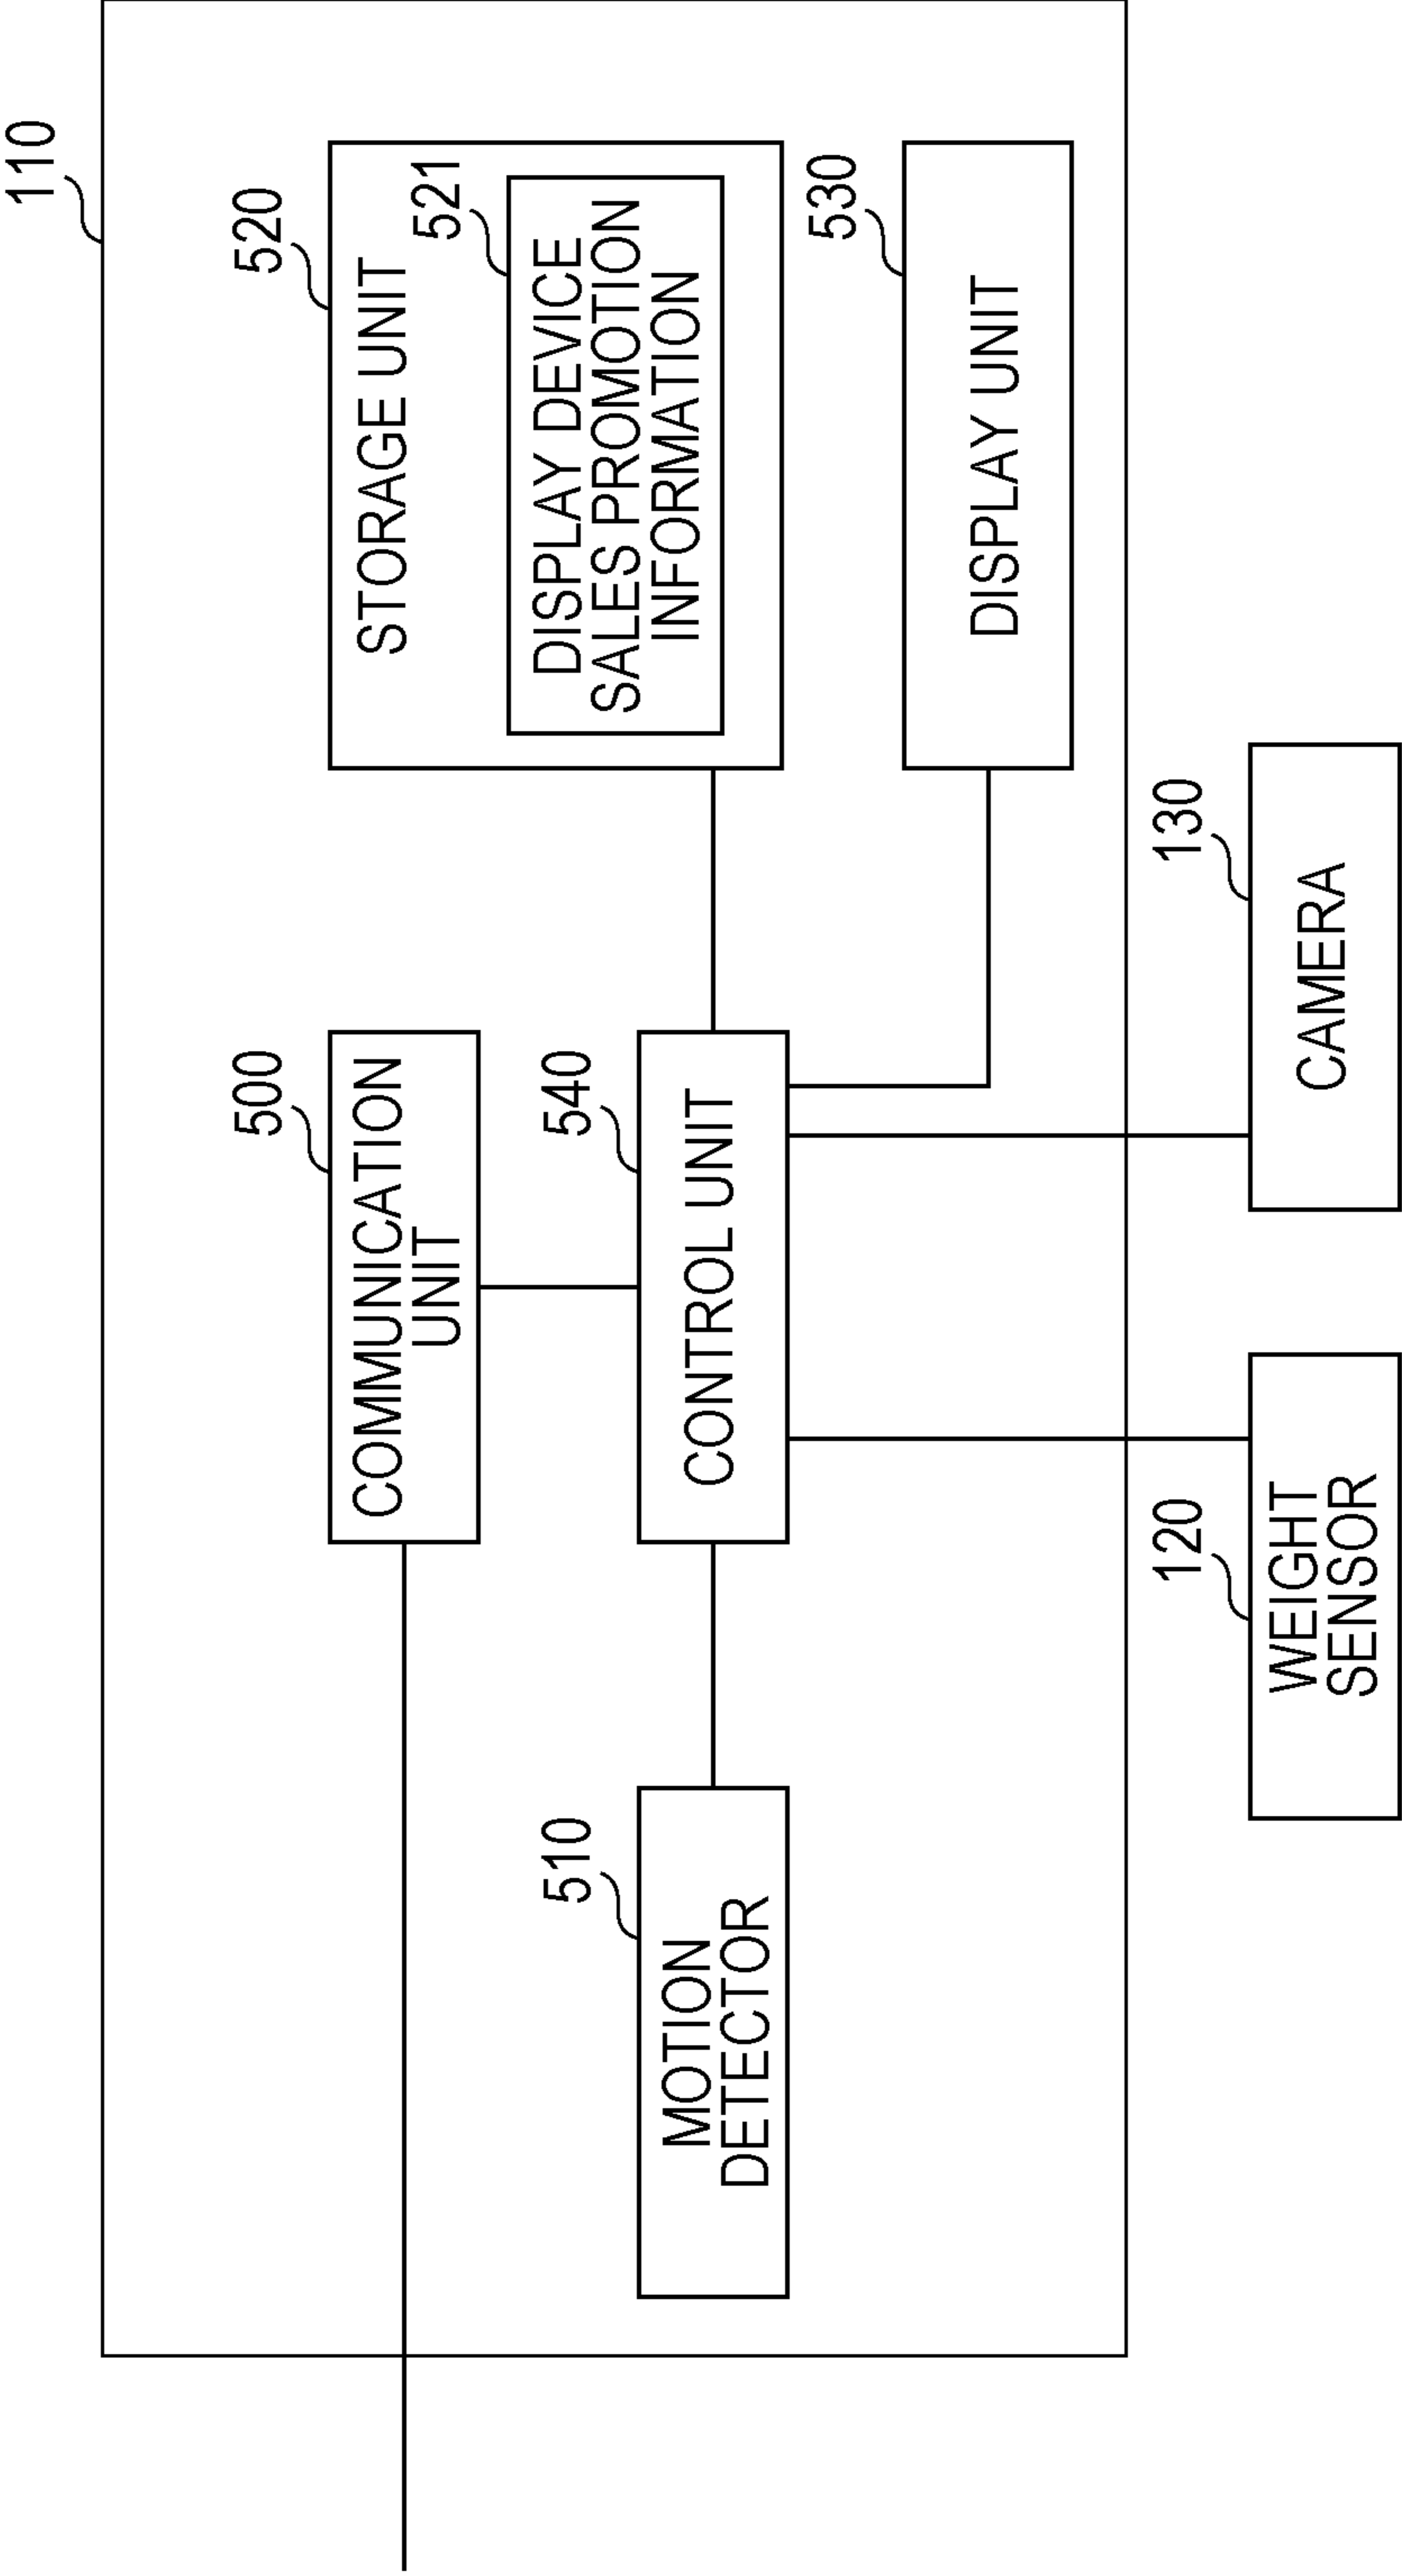 110
500
COMMUNICATION
UNIT
520
STORAGE UNIT
521
DISPLAY DEVICE
SALES PROMOTION
INFORMATION
510
MOTION
DETECTOR
540
CONTROL UNIT
530
DISPLAY UNIT
120
WEIGHT
SENSOR
130
CAMERA